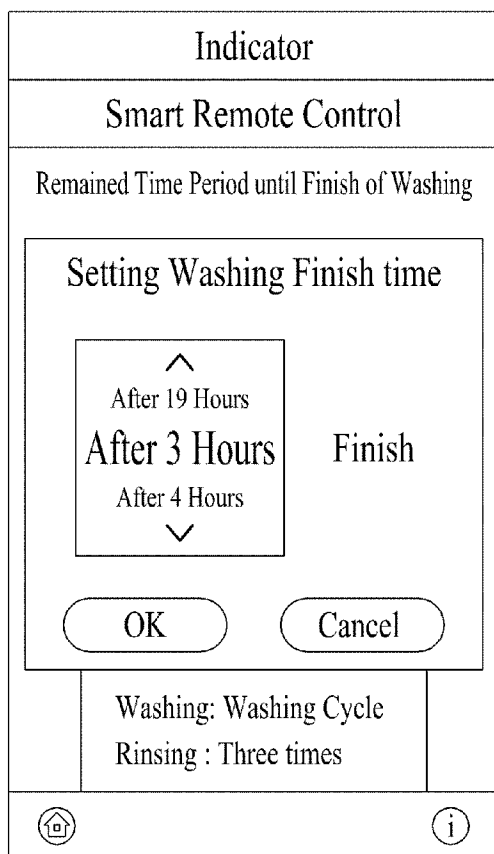 Indicator
Smart Remote Control
Remained Time Period until Finish of Washing
Setting Washing Finish time
After 19 Hours
After 3 Hours
Finish
After 4 Hours
OK
Cancel
Washing: Washing Cycle
Rinsing : Three times
i